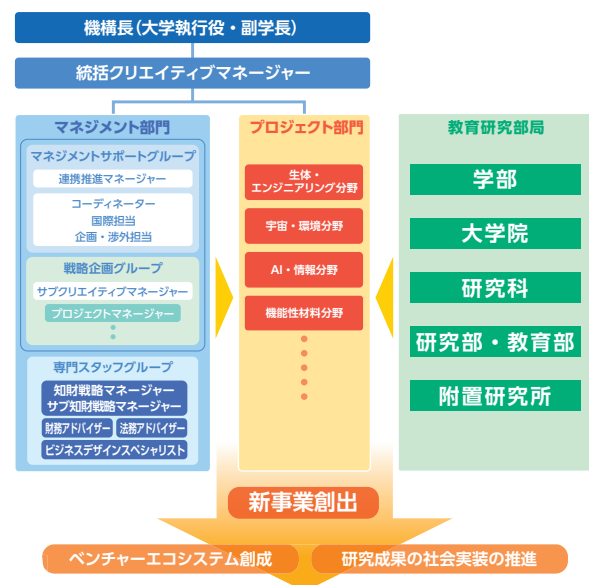 機構長(大学執行役・副学長)
統括クリエイティブマネージャー
マネジメント部門
マネジメントサポートグループ
連携推進マネージャー
コーディネーター
国際担当
企画・渉外担当
戦略企画グループ
サブクリエイティブマネージャー
プロジェクトマネージャー
専門スタッフグループ
知財戦略マネージャー
サブ知財戦略マネージャー
財務アドバイザー 法務アドバイザー
ビジネスデザインスペシャリスト
プロジェクト部門
生体・
エンジニアリング分野
宇宙・環境分野
AI・情報分野
機能性材料分野
教育研究部局
学部
大学院
研究科
研究部・教育部
附置研究所
新事業創出
ベンチャーエコシステム創成
研究成果の社会実装の推進